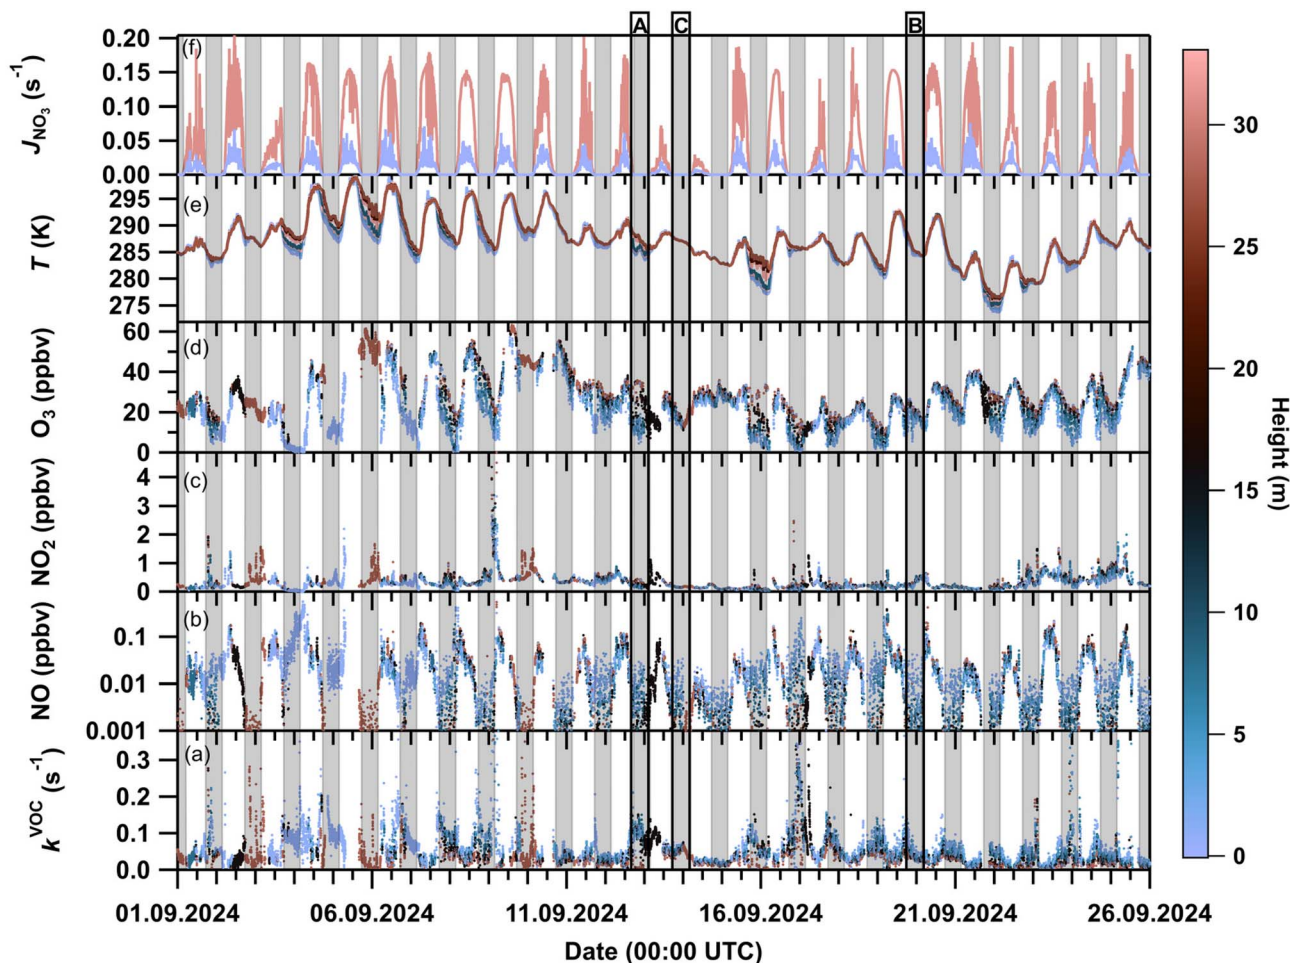 A
C
B
(f)
J_NO3 (s⁻¹)
0.20
0.15
0.10
0.05
0.00
(e)
T (K)
295
290
285
280
275
(d)
O₃ (ppbv)
60
40
20
0
(c)
NO₂ (ppbv)
4
3
2
1
0
(b)
NO (ppbv)
0.1
0.01
0.001
(a)
k^VOC (s⁻¹)
0.3
0.2
0.1
0.0
01.09.2024
06.09.2024
11.09.2024
16.09.2024
21.09.2024
26.09.2024
Date (00:00 UTC)
30
25
20
15
10
5
0
Height (m)